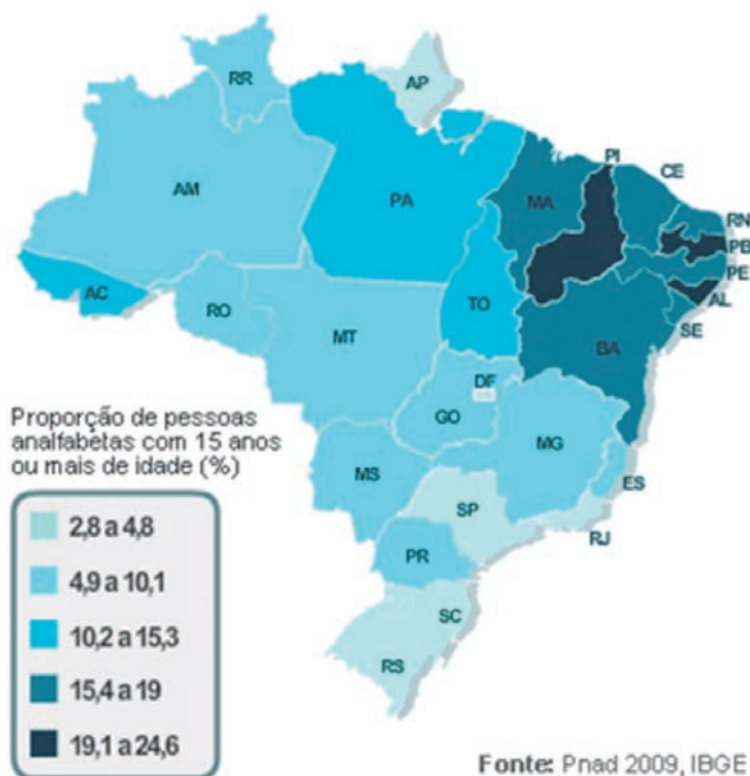 RR
AP
AM
PA
MA
PI
CE
RN
PB
PE
AL
SE
AC
RO
TO
MT
BA
DF
GO
MG
MS
ES
SP
RJ
PR
SC
RS
Proporção de pessoas
analfabetas com 15 anos
ou mais de idade (%)
2,8 a 4,8
4,9 a 10,1
10,2 a 15,3
15,4 a 19
19,1 a 24,6
Fonte: Pnad 2009, IBGE